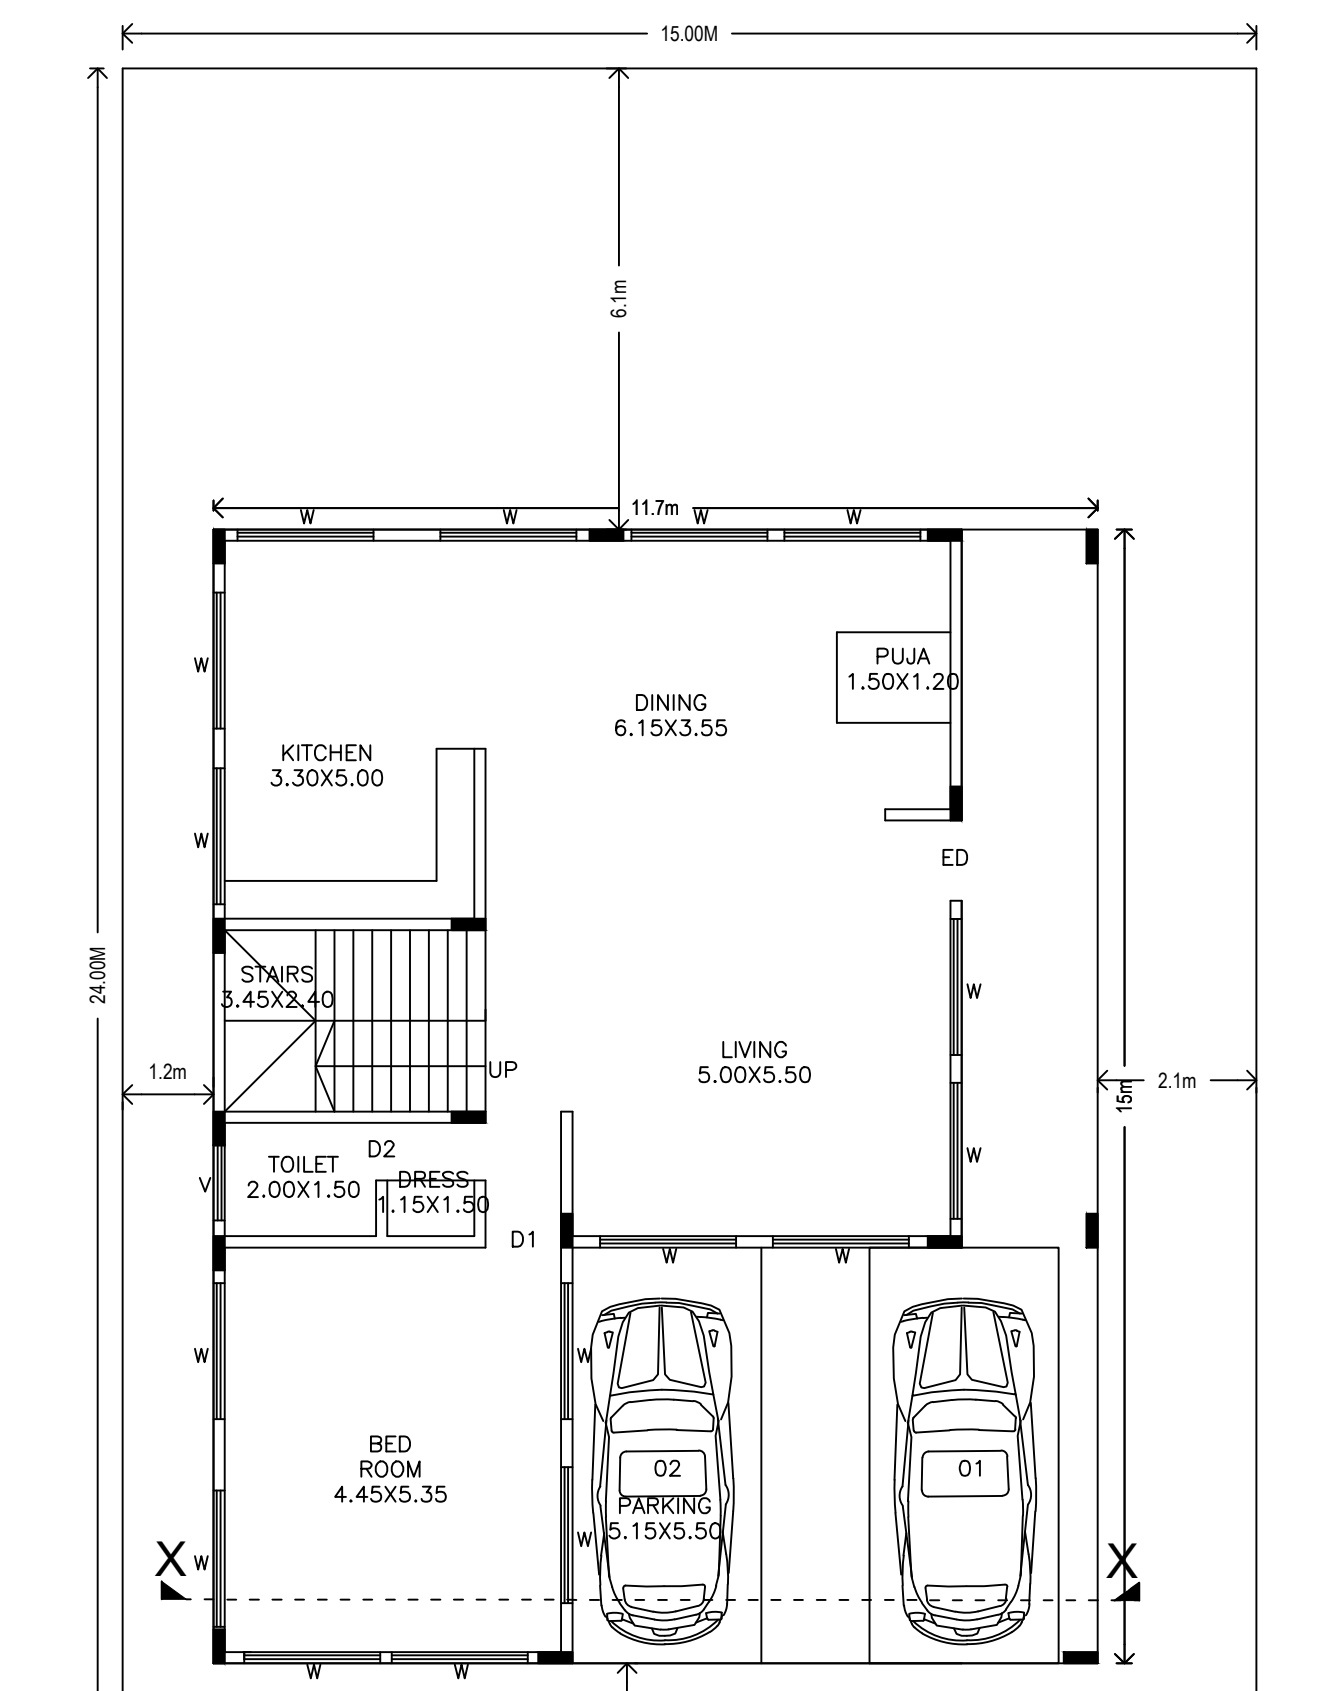 15.00M
6.1m
11.7m
W
W
W
W
PUJA
1.50X1.20
W
DINING
6.15X3.55
KITCHEN
3.30X5.00
W
ED
24.00M
STAIRS
3.45X2.40
W
LIVING
5.00X5.50
UP
1.2m
2.1m
15m
D2
W
TOILET
2.00X1.50
V
DRESS
1.15X1.50
D1
W
W
W
W
BED
ROOM
4.45X5.35
02
01
PARKING
5.15X5.50
W
X
W
X
W
W